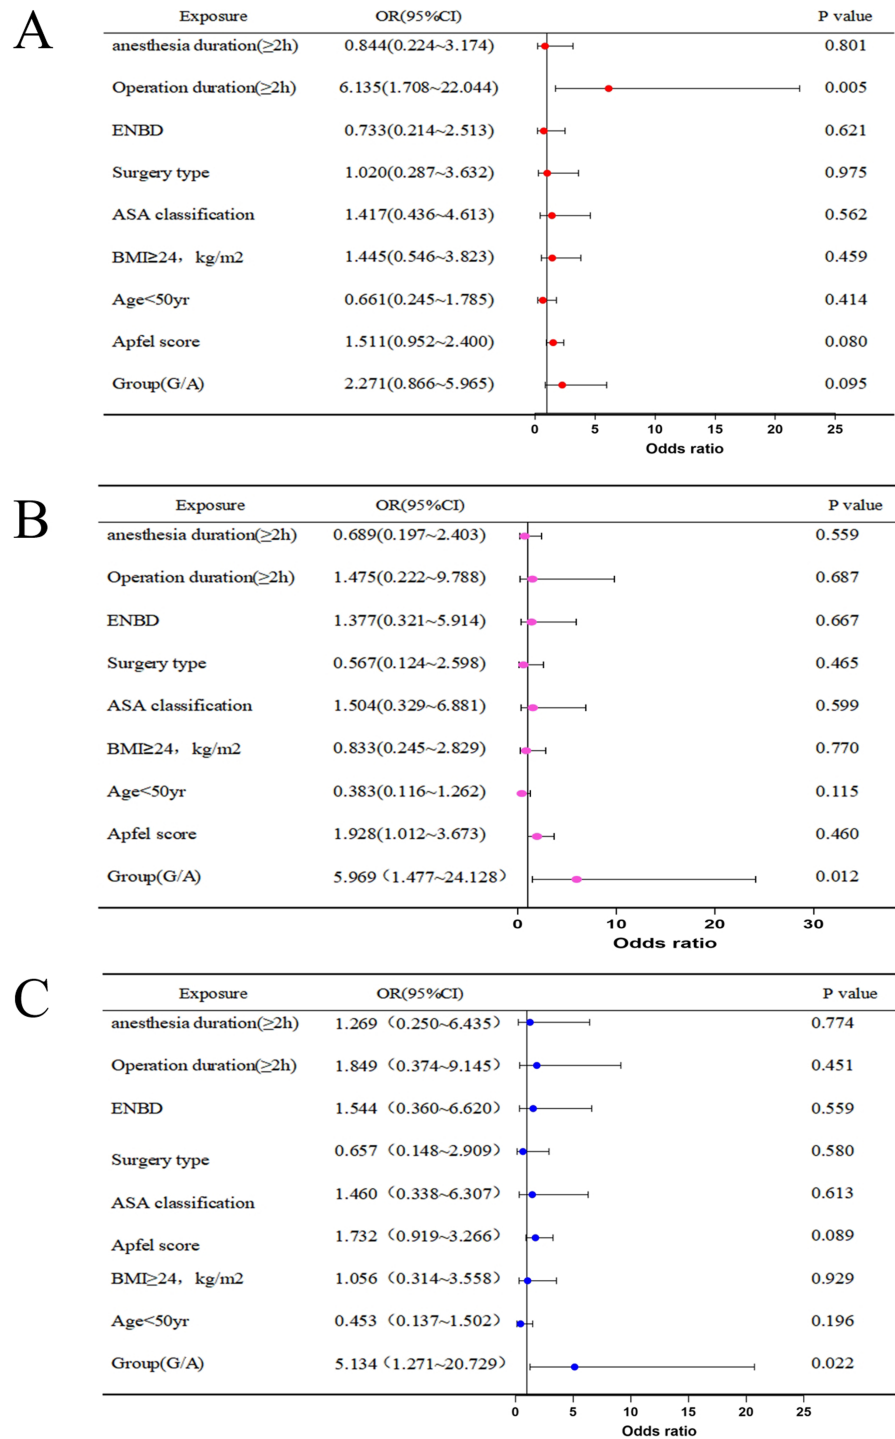 A
Exposure OR(95%CI) P value
anesthesia duration(≥2h) 0.844(0.224~3.174) 0.801
Operation duration(≥2h) 6.135(1.708~22.044) 0.005
ENBD 0.733(0.214~2.513) 0.621
Surgery type 1.020(0.287~3.632) 0.975
ASA classification 1.417(0.436~4.613) 0.562
BMI≥24，kg/m2 1.445(0.546~3.823) 0.459
Age<50yr 0.661(0.245~1.785) 0.414
Apfel score 1.511(0.952~2.400) 0.080
Group(G/A) 2.271(0.866~5.965) 0.095
0 5 10 15 20 25
Odds ratio
B
Exposure OR(95%CI) P value
anesthesia duration(≥2h) 0.689(0.197~2.403) 0.559
Operation duration(≥2h) 1.475(0.222~9.788) 0.687
ENBD 1.377(0.321~5.914) 0.667
Surgery type 0.567(0.124~2.598) 0.465
ASA classification 1.504(0.329~6.881) 0.599
BMI≥24，kg/m2 0.833(0.245~2.829) 0.770
Age<50yr 0.383(0.116~1.262) 0.115
Apfel score 1.928(1.012~3.673) 0.460
Group(G/A) 5.969（1.477~24.128） 0.012
0 10 20 30
Odds ratio
C
Exposure OR(95%CI) P value
anesthesia duration(≥2h) 1.269（0.250~6.435） 0.774
Operation duration(≥2h) 1.849（0.374~9.145） 0.451
ENBD 1.544（0.360~6.620） 0.559
Surgery type 0.657（0.148~2.909） 0.580
ASA classification 1.460（0.338~6.307） 0.613
Apfel score 1.732（0.919~3.266） 0.089
BMI≥24，kg/m2 1.056（0.314~3.558） 0.929
Age<50yr 0.453（0.137~1.502） 0.196
Group(G/A) 5.134（1.271~20.729） 0.022
0 5 10 15 20 25
Odds ratio